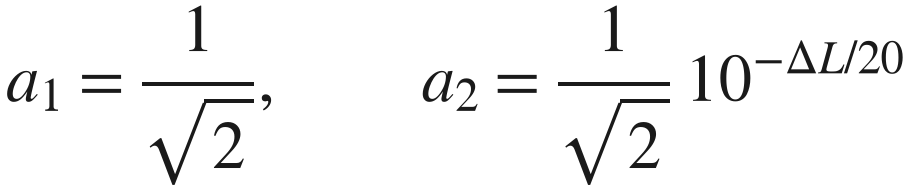 a₁ = 1/√2, a₂ = 1/√2 10^(−ΔL/20)